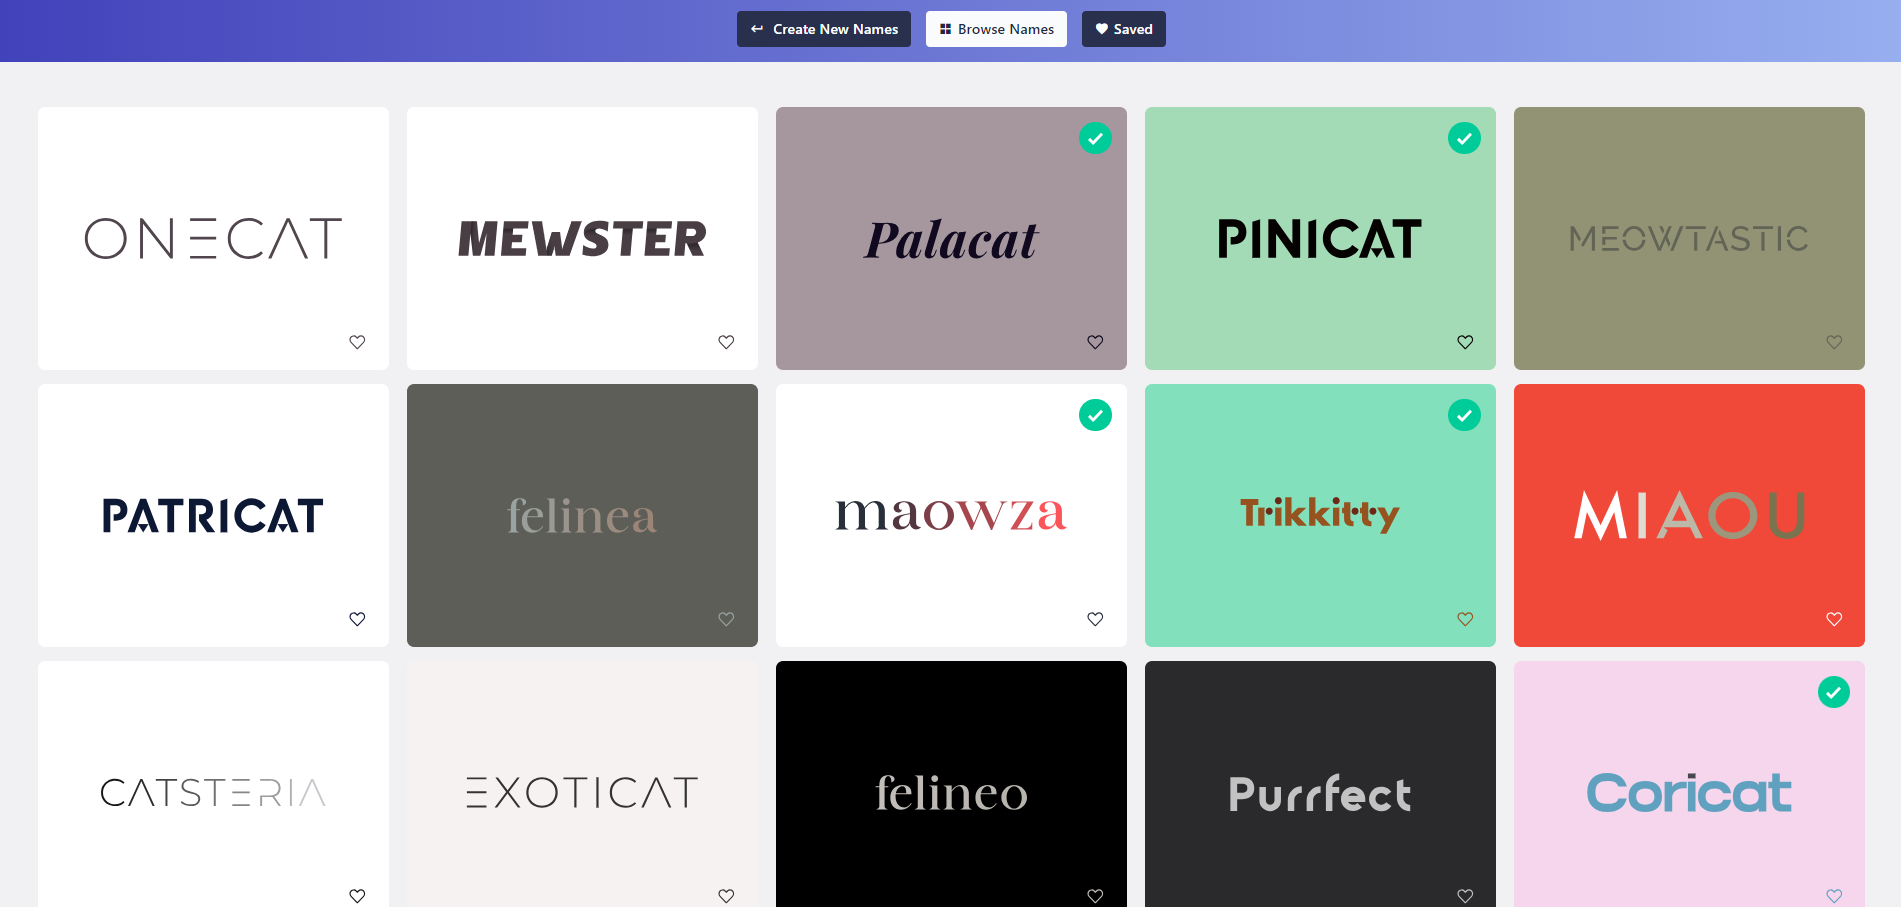 Create New Names
Browse Names
Saved
ONECAT
MEWSTER
Palacat
PINICAT
MEOWTASTIC
PATRICAT
felinea
maowza
Trikkitty
MIAOU
CATSTERIA
EXOTICAT
felineo
Purrfect
Coricat